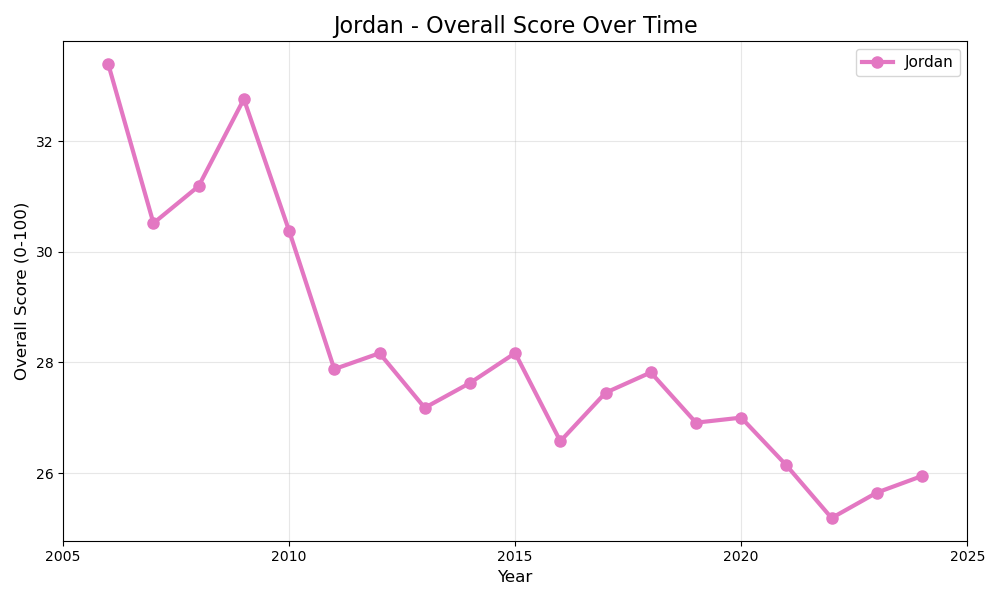 Jordan - Overall Score Over Time
Jordan
Overall Score (0-100)
32
30
28
26
2005
2010
2015
2020
2025
Year